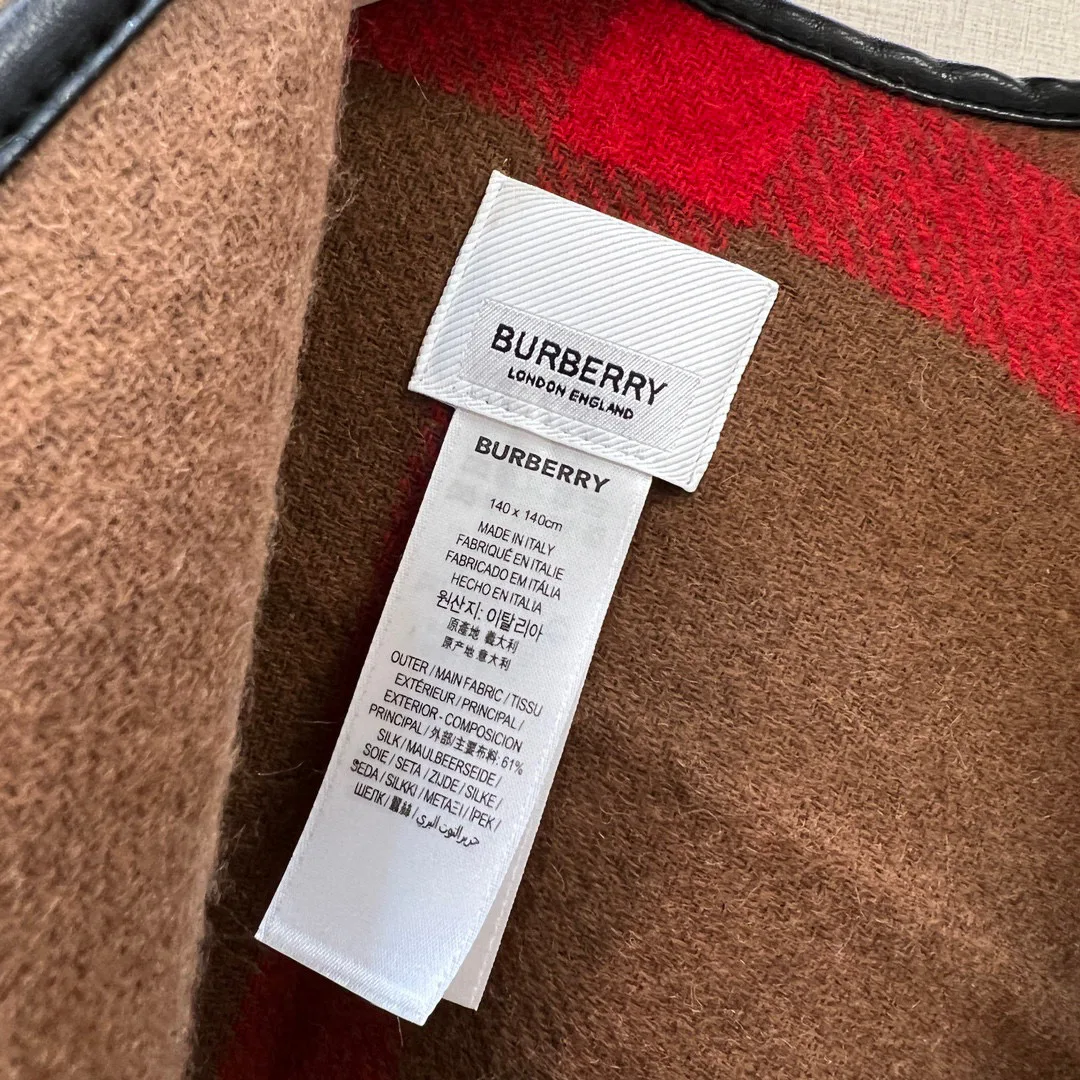 BURBERRY
LONDON ENGLAND
BURBERRY
140 x 140cm
MADE IN ITALY
FABRIQUÉ EN ITALIE
FABRICADO EM ITÁLIA
HECHO EN ITALIA
원산지: 이탈리아
原產地 義大利
原产地 意大利
OUTER / MAIN FABRIC / TISSU
EXTÉRIEUR / PRINCIPAL /
EXTERIOR - COMPOSICION
PRINCIPAL / 外部/主要布料: 61%
SILK / MAULBEERSEIDE /
SOIE / SETA / ZIJDE / SILKE /
SEDA / SILKKI / ΜΕΤΑΞΙ / İPEK /
ШЕЛК / 蠶絲 / حرير التوت البري